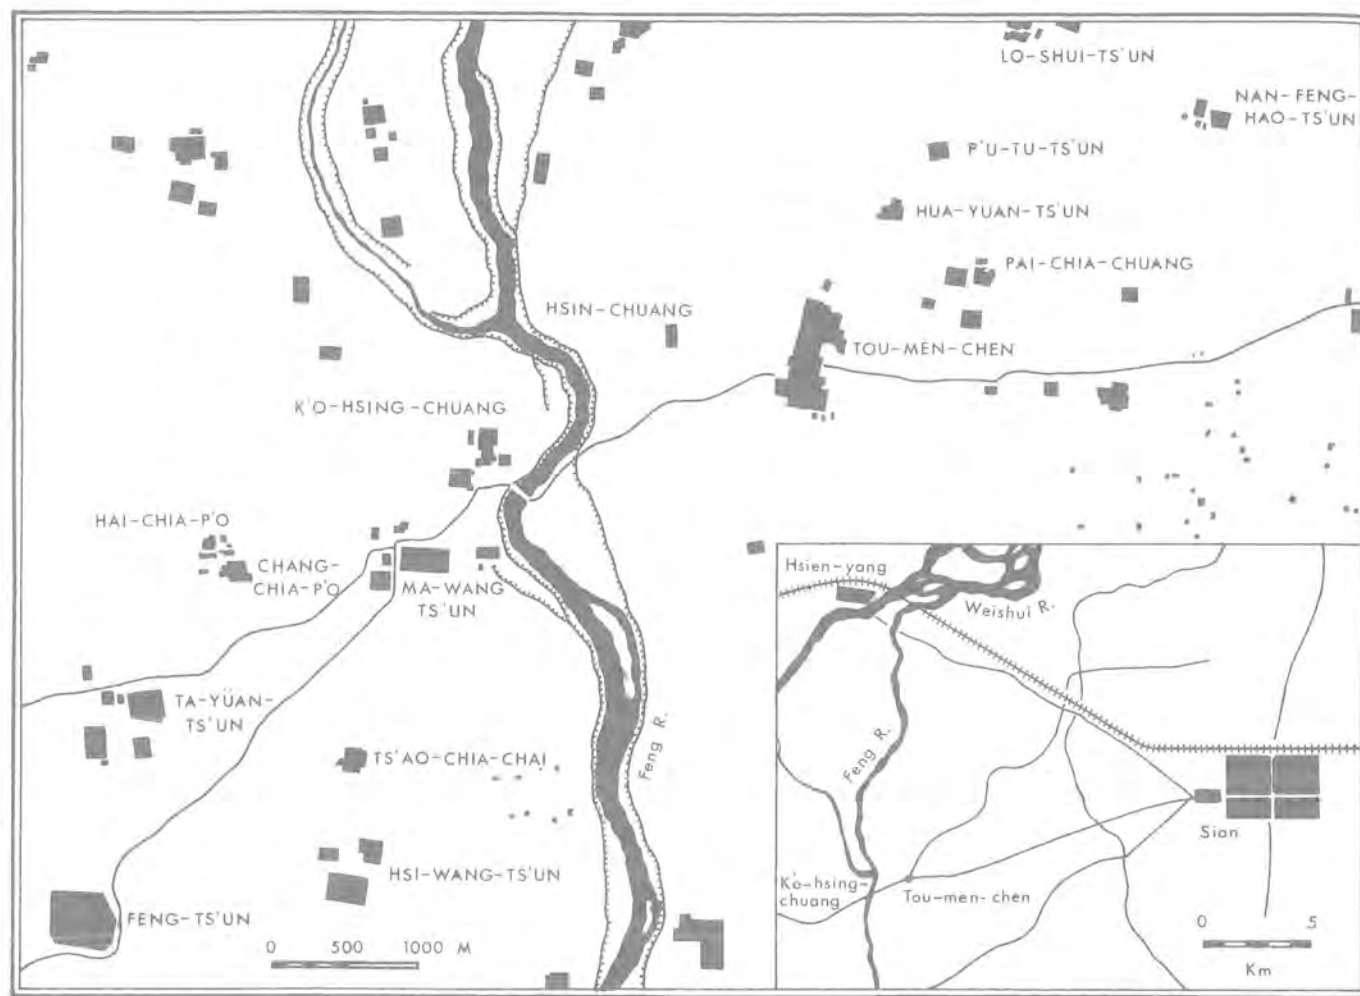 LO-SHUI-TS'UN
NAN-FENG-
HAO-TS'UN
P'U-TU-TS'UN
HUA-YUAN-TS'UN
PAI-CHIA-CHUANG
HSIN-CHUANG
TOU-MEN-CHEN
K'O-HSING-CHUANG
HAI-CHIA-P'O
CHANG-
CHIA-P'O
MA-WANG
TS'UN
TA-YÜAN-
TS'UN
TS'AO-CHIA-CHAI
Feng R.
HSI-WANG-TS'UN
FENG-TS'UN
0 500 1000 M
Hsien-yang
Weishui R.
Feng R.
Sian
K'o-hsing-
chuang
Tou-men-chen
0 5
Km